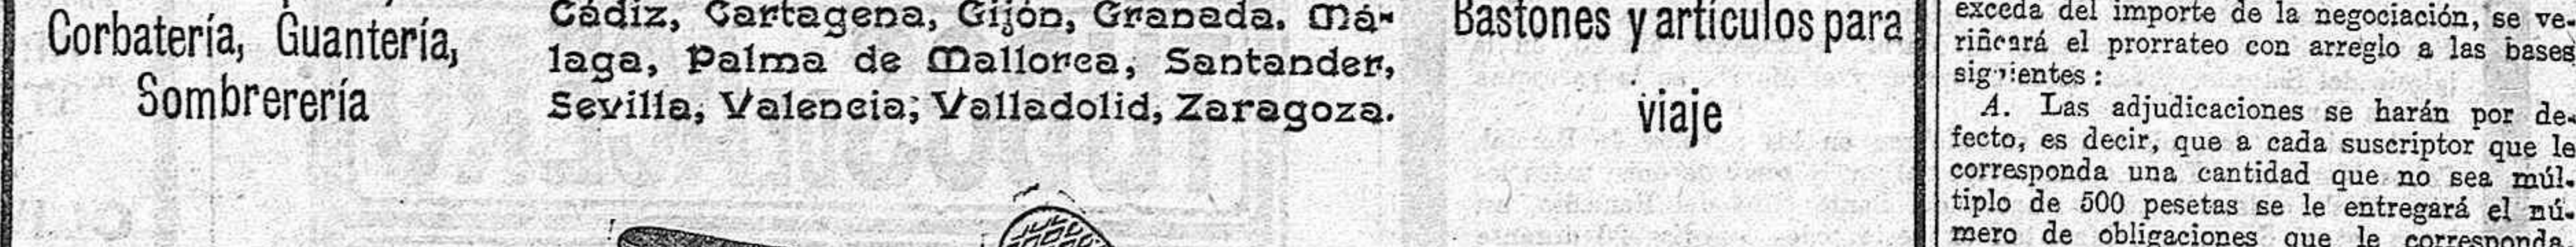 Corbatería, Guantería,
Sombrerería
Cádiz, Cartagena, Gijón, Granada, Má-
laga, Palma de Mallorca, Santander,
Sevilla, Valencia, Valladolid, Zaragoza.
Bastones y artículos para
viaje
exceda del importe de la negociación, se ve-
rificará el prorrateo con arreglo a las bases
siguientes:
A. Las adjudicaciones se harán por de-
fecto, es decir, que a cada suscriptor que le
corresponda una cantidad que no sea múl-
tiplo de 500 pesetas se le entregará el nú-
mero de obligaciones que le corresponda